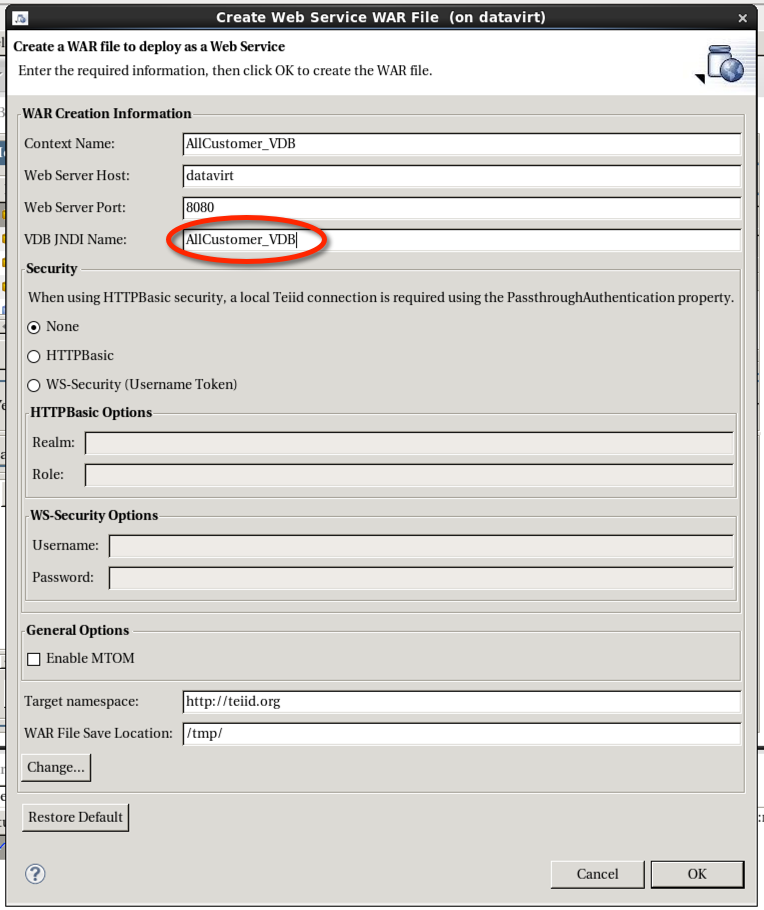 Create Web Service WAR File  (on datavirt)
Create a WAR file to deploy as a Web Service
Enter the required information, then click OK to create the WAR file.
WAR Creation Information
Context Name: AllCustomer_VDB
Web Server Host: datavirt
Web Server Port: 8080
VDB JNDI Name: AllCustomer_VDB
Security
When using HTTPBasic security, a local Teiid connection is required using the PassthroughAuthentication property.
None
HTTPBasic
WS-Security (Username Token)
HTTPBasic Options
Realm:
Role:
WS-Security Options
Username:
Password:
General Options
Enable MTOM
Target namespace: http://teiid.org
WAR File Save Location: /tmp/
Change...
Restore Default
? Cancel OK